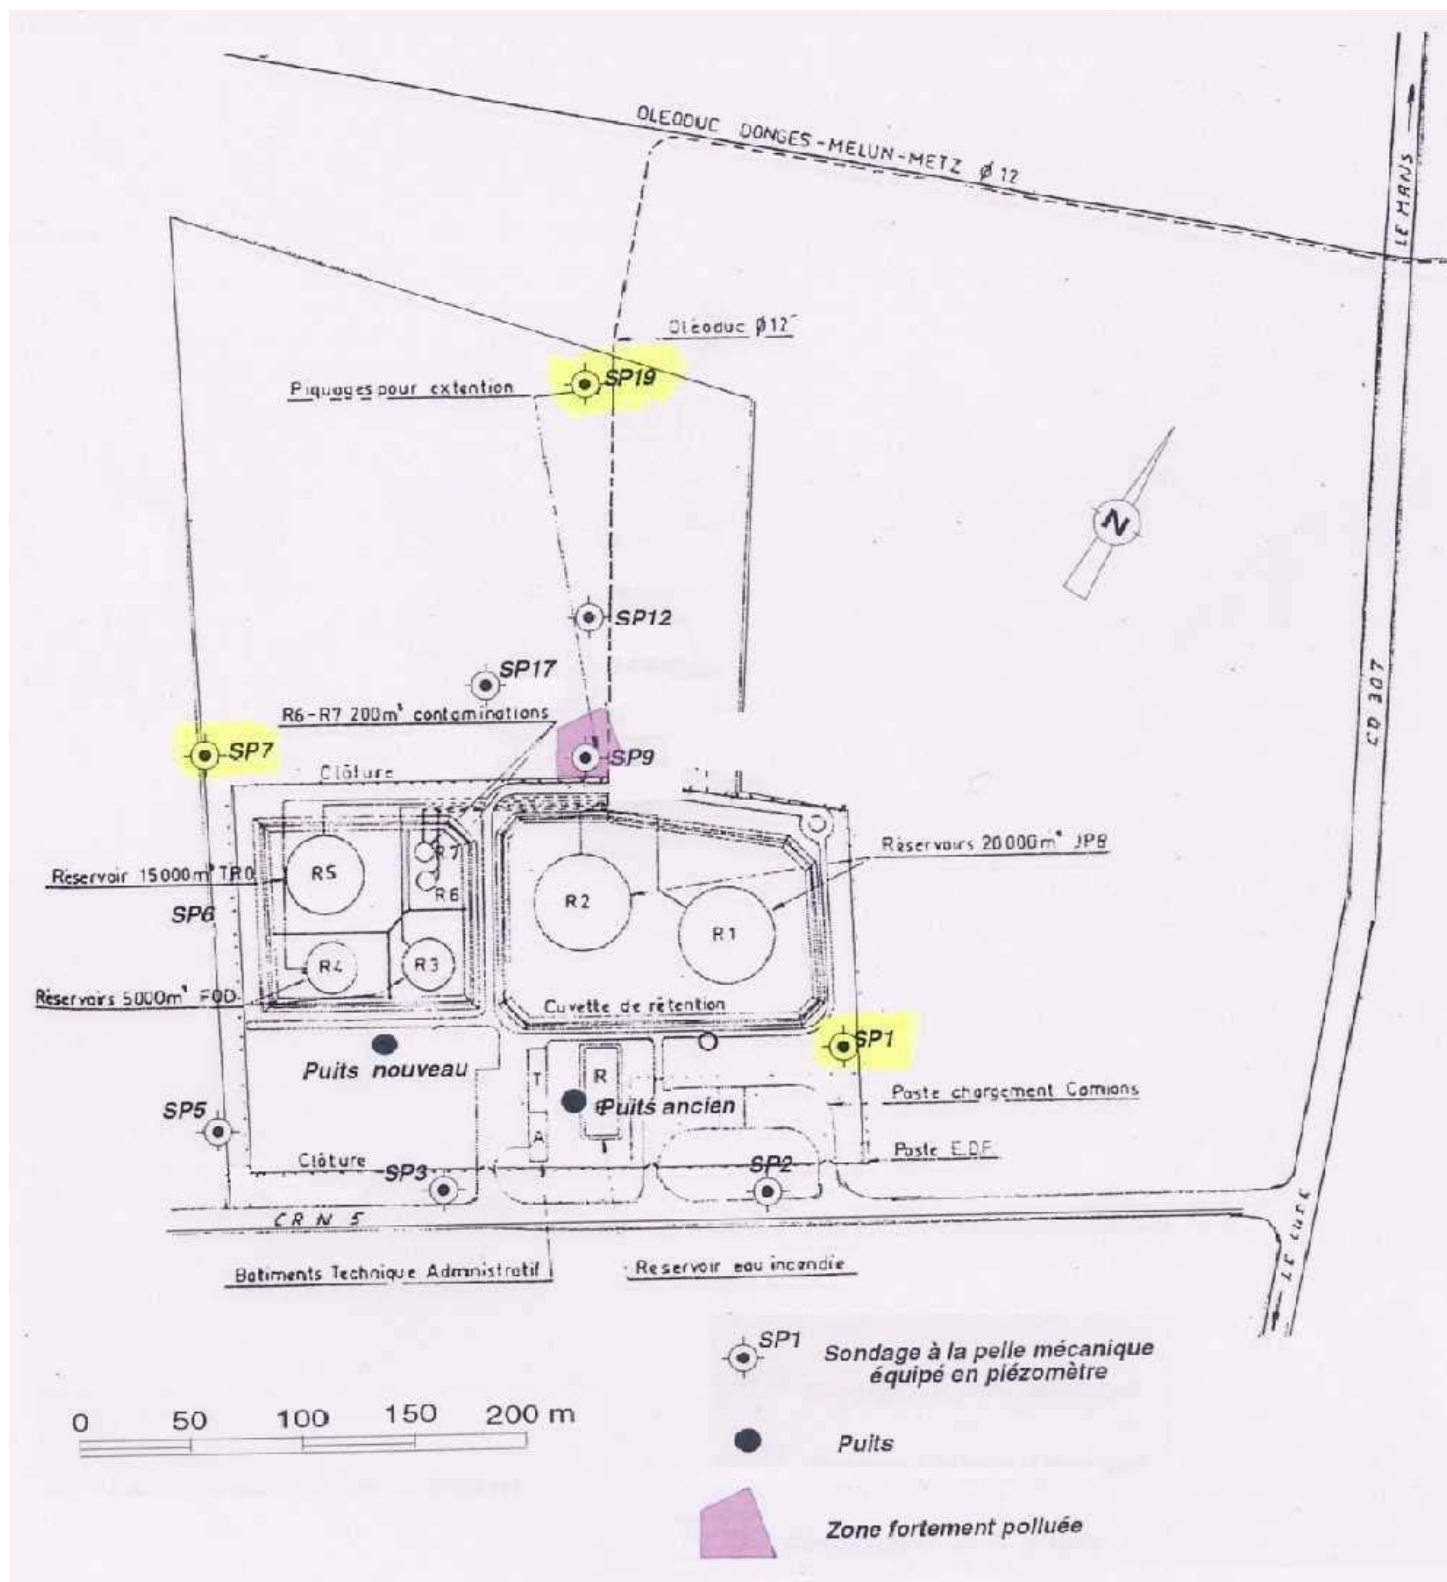 OLEODUC DONGES-MELUN-METZ Ø 12
LE MANS
Oléoduc Ø12"
SP19
Piquages pour extention
N
SP12
SP17
R6-R7 200m³ contaminations
SP7
SP9
CD 307
Clôture
Réservoirs 20000m³ JP8
R7
R5
Réservoir 15000m³ TR0
R6
R2
SP6
R1
R4
R3
Réservoirs 5000m³ FOD
Cuvette de rétention
SP1
Puits nouveau
T
R
Poste chargement Camions
Puits ancien
SP5
A
Poste E.D.F.
Clôture
SP3
SP2
CR N 5
LE LUDE
Batiments Technique Administratif
Reservoir eau incendie
SP1
Sondage à la pelle mécanique
équipé en piézomètre
0 50 100 150 200 m
Puits
Zone fortement polluée